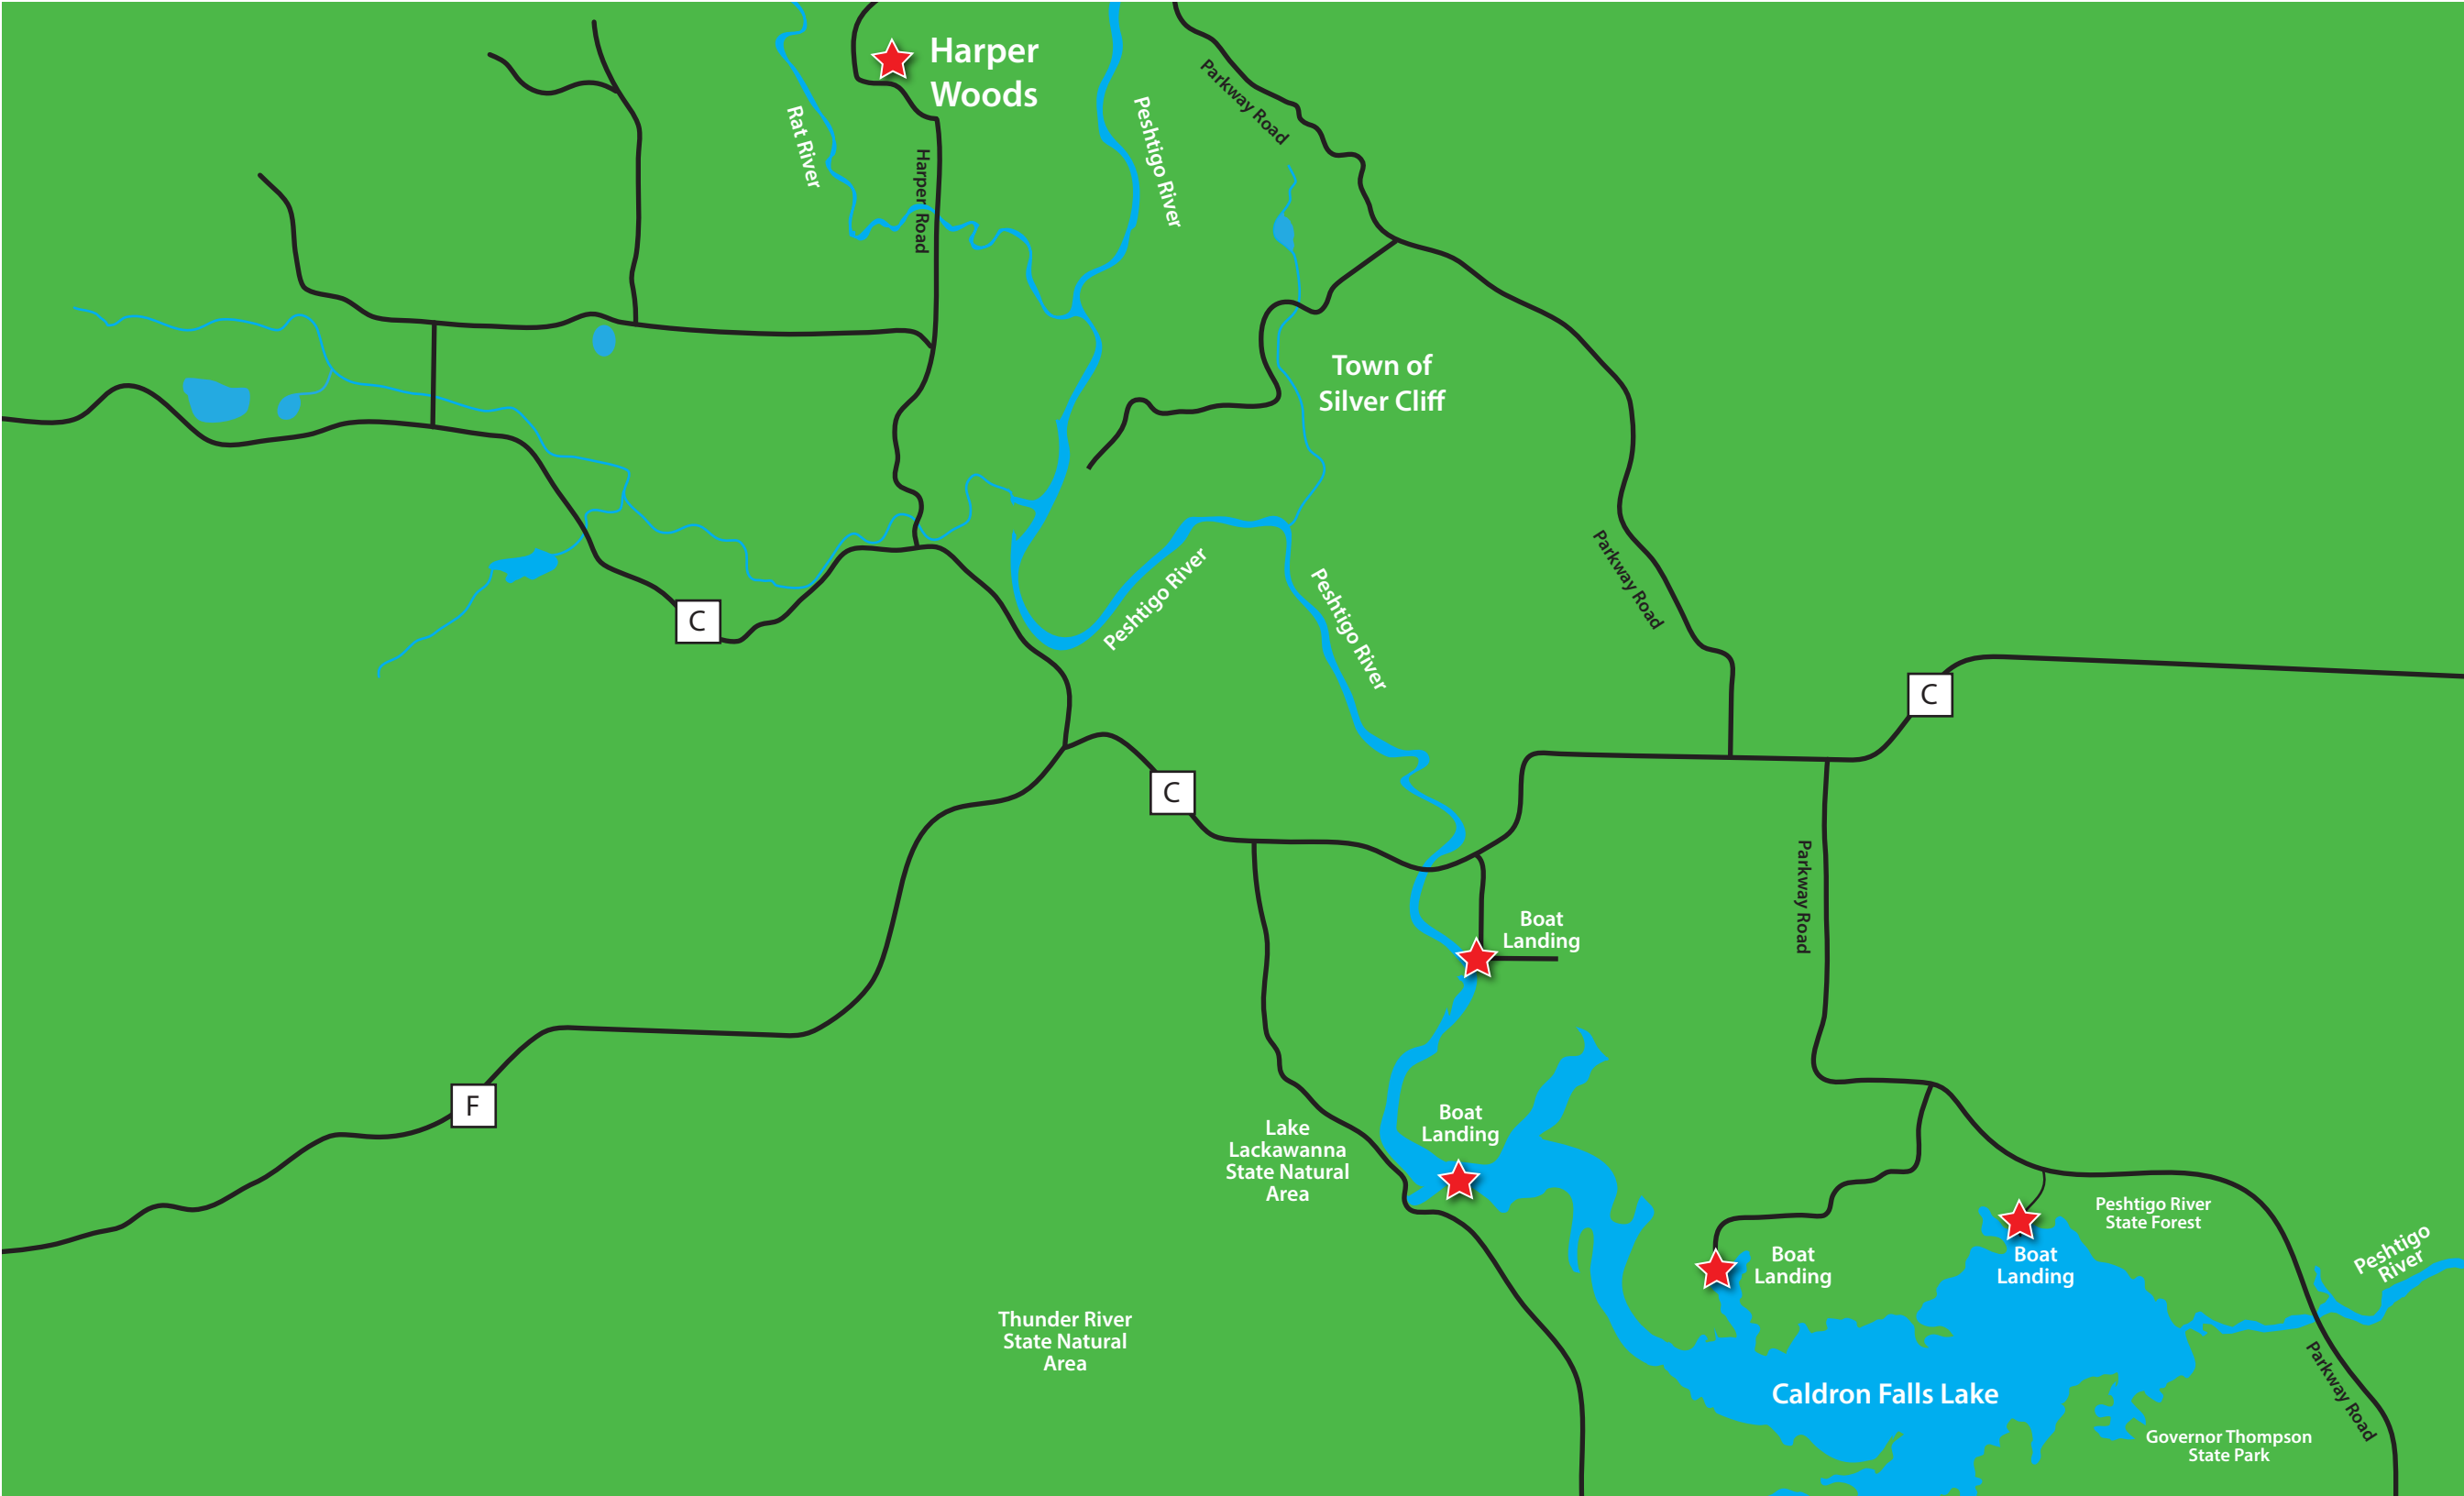 Harper
Woods
Parkway Road
Rat River
Peshtigo River
Harper Road
Town of
Silver Cliff
Peshtigo River
Peshtigo River
Parkway Road
C
C
C
Parkway Road
Boat
Landing
F
Boat
Landing
Lake
Lackawanna
State Natural
Area
Peshtigo River
State Forest
Boat
Landing
Boat
Landing
Peshtigo
River
Thunder River
State Natural
Area
Parkway Road
Caldron Falls Lake
Governor Thompson
State Park